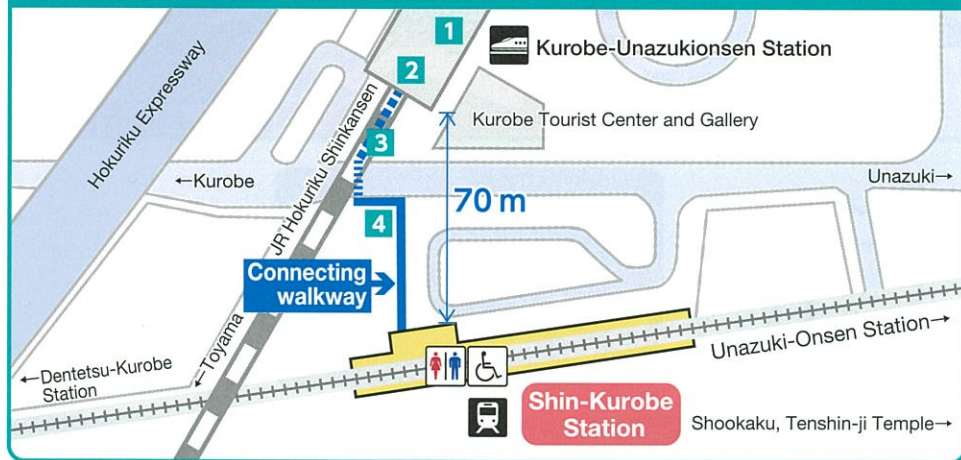 1
Kurobe-Unazukionsen Station
2
Hokuriku Expressway
JR Hokuriku Shinkansen
Kurobe Tourist Center and Gallery
3
←Kurobe
Unazuki→
70 m
4
Connecting
walkway
←Toyama
Unazuki-Onsen Station
←Dentetsu-Kurobe
Station
Shin-Kurobe
Station
Shookaku, Tenshin-ji Temple→